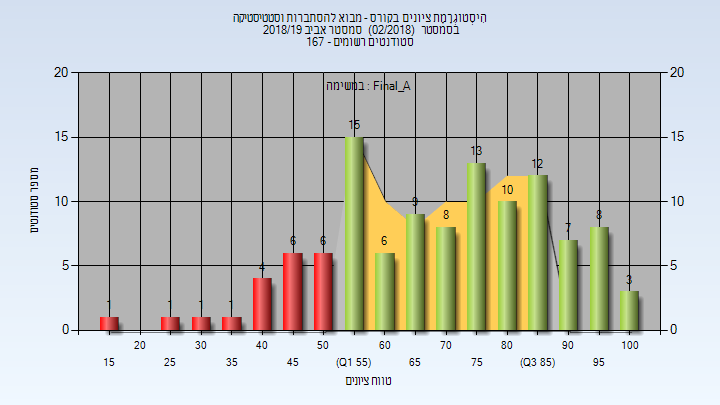 היסטוגרמת ציונים בקורס - מבוא להסתברות וסטטיסטיקה
בסמסטר (02/2018) סמסטר אביב 2018/19
סטודנטים רשומים - 167
במשימה : Final_A
20 20
15 15
10 10
5 5
0 0
מספר סטודנטים
1 1 1 1 4 6 6 15 6 9 8 13 10 12 7 8 3
20 30 40 50 60 70 80 90 100
15 25 35 45 (Q1 55) 65 75 (Q3 85) 95
טווח ציונים